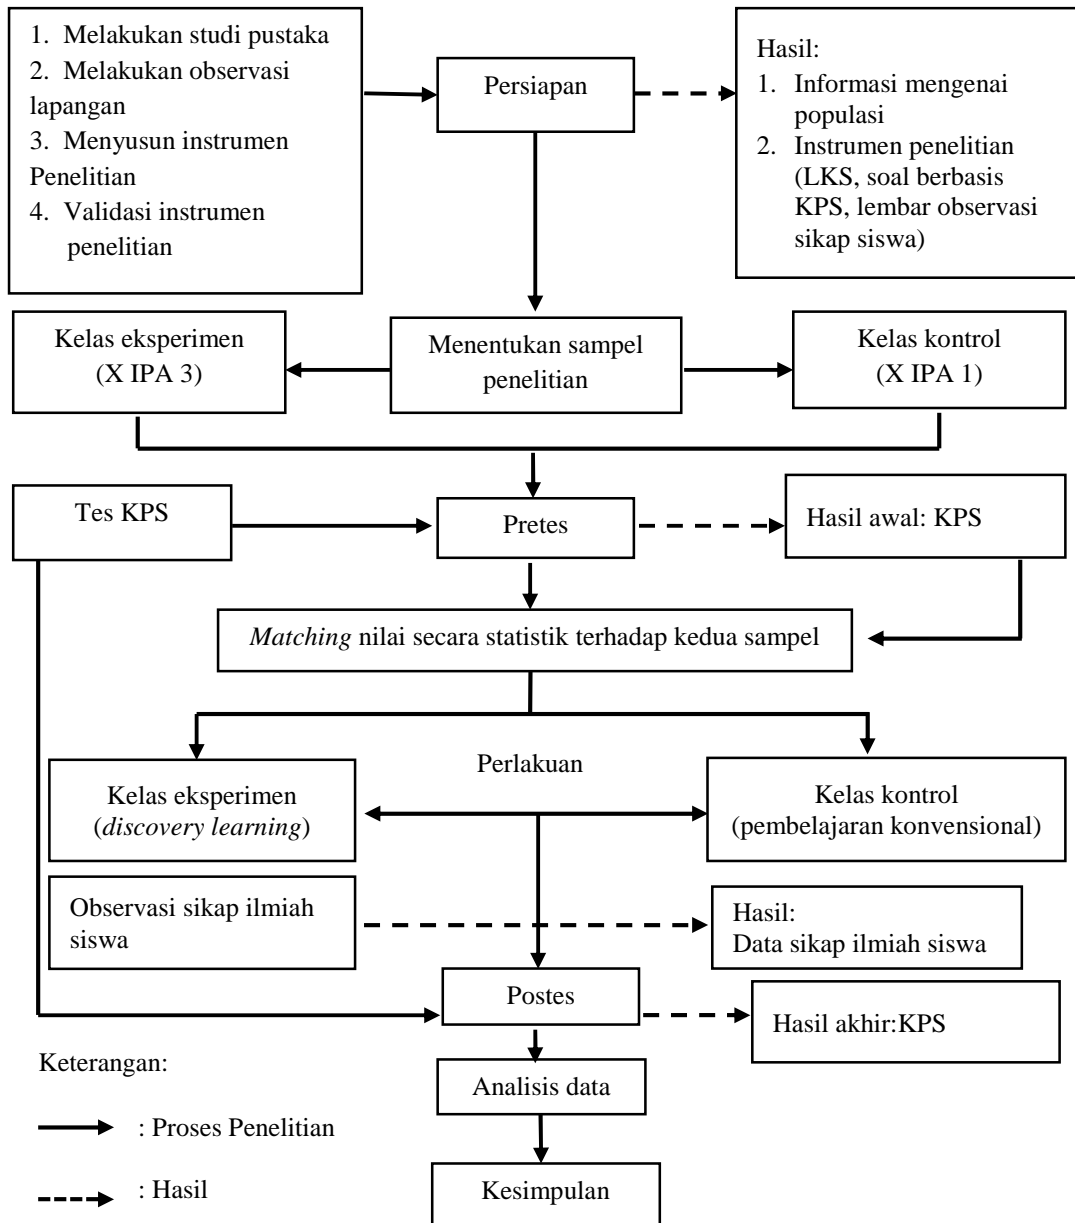 1. Melakukan studi pustaka
2. Melakukan observasi
lapangan
3. Menyusun instrumen
Penelitian
4. Validasi instrumen
penelitian
Persiapan
Hasil:
1. Informasi mengenai
populasi
2. Instrumen penelitian
(LKS, soal berbasis
KPS, lembar observasi
sikap siswa)
Kelas eksperimen
(X IPA 3)
Menentukan sampel
penelitian
Kelas kontrol
(X IPA 1)
Tes KPS
Pretes
Hasil awal: KPS
Matching nilai secara statistik terhadap kedua sampel
Perlakuan
Kelas eksperimen
(discovery learning)
Kelas kontrol
(pembelajaran konvensional)
Observasi sikap ilmiah
siswa
Hasil:
Data sikap ilmiah siswa
Postes
Hasil akhir:KPS
Analisis data
Kesimpulan
Keterangan:
: Proses Penelitian
: Hasil